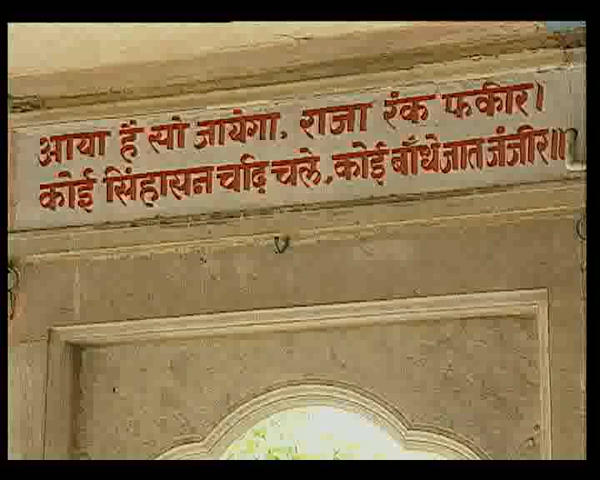 आया हैं सो जायेगा, राजा रंक फकीर।
कोई सिंहासन चढ़ि चले, कोई बाँधे जात जंजीर॥